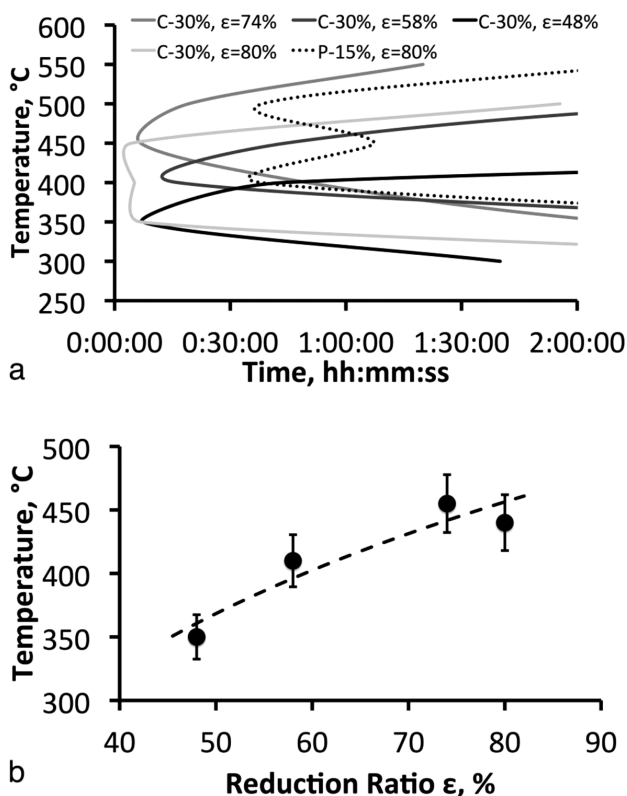 C-30%, ε=74% C-30%, ε=58% C-30%, ε=48%
C-30%, ε=80% P-15%, ε=80%
600
550
500
450
400
350
300
250
Temperature, °C
0:00:00 0:30:00 1:00:00 1:30:00 2:00:00
Time, hh:mm:ss
a
500
450
400
350
300
Temperature, °C
40 50 60 70 80 90
Reduction Ratio ε, %
b